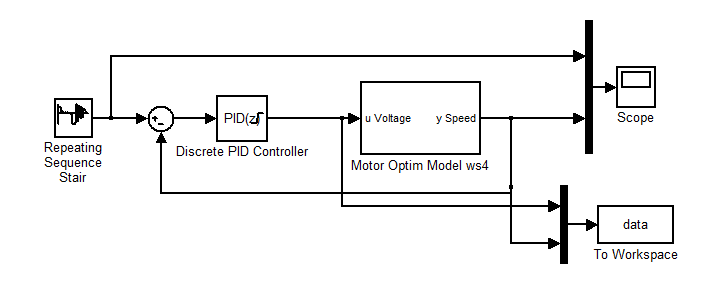 Repeating
Sequence
Stair
+
-
PID(z)
Discrete PID Controller
u Voltage
y Speed
Motor Optim Model ws4
Scope
data
To Workspace